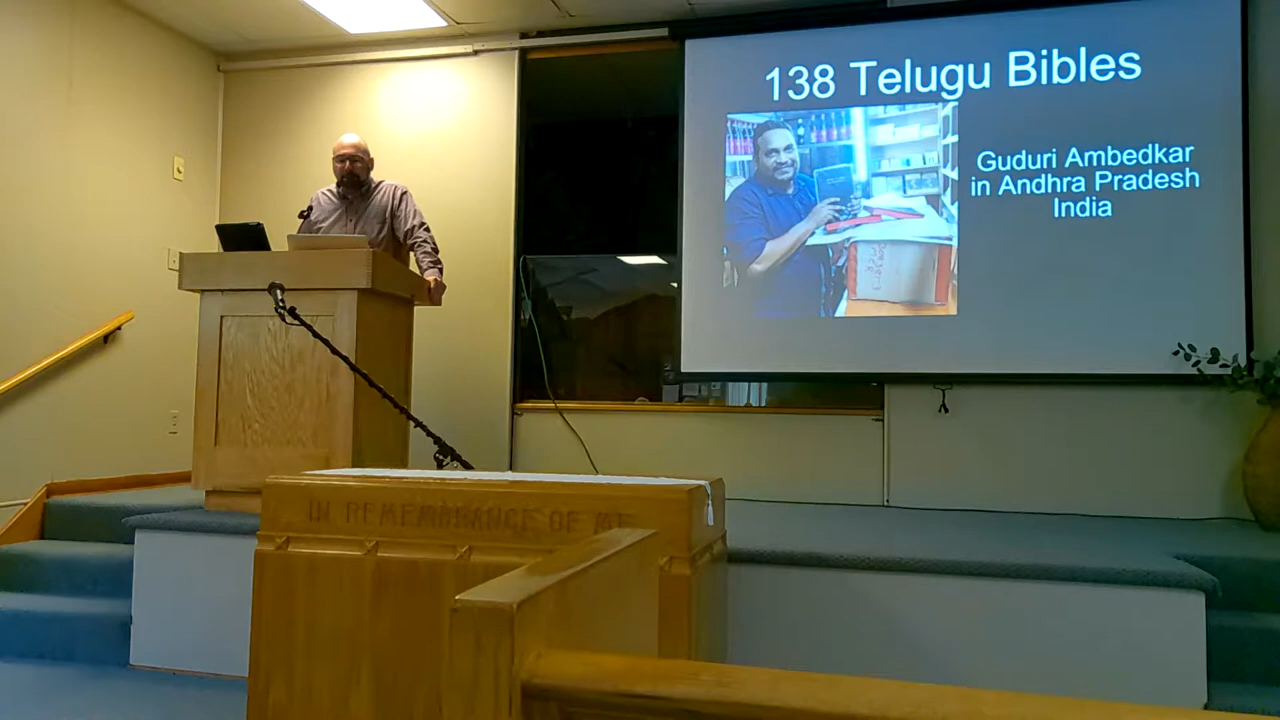 138 Telugu Bibles
Guduri Ambedkar
in Andhra Pradesh
India
IN REMEMBRANCE OF ME